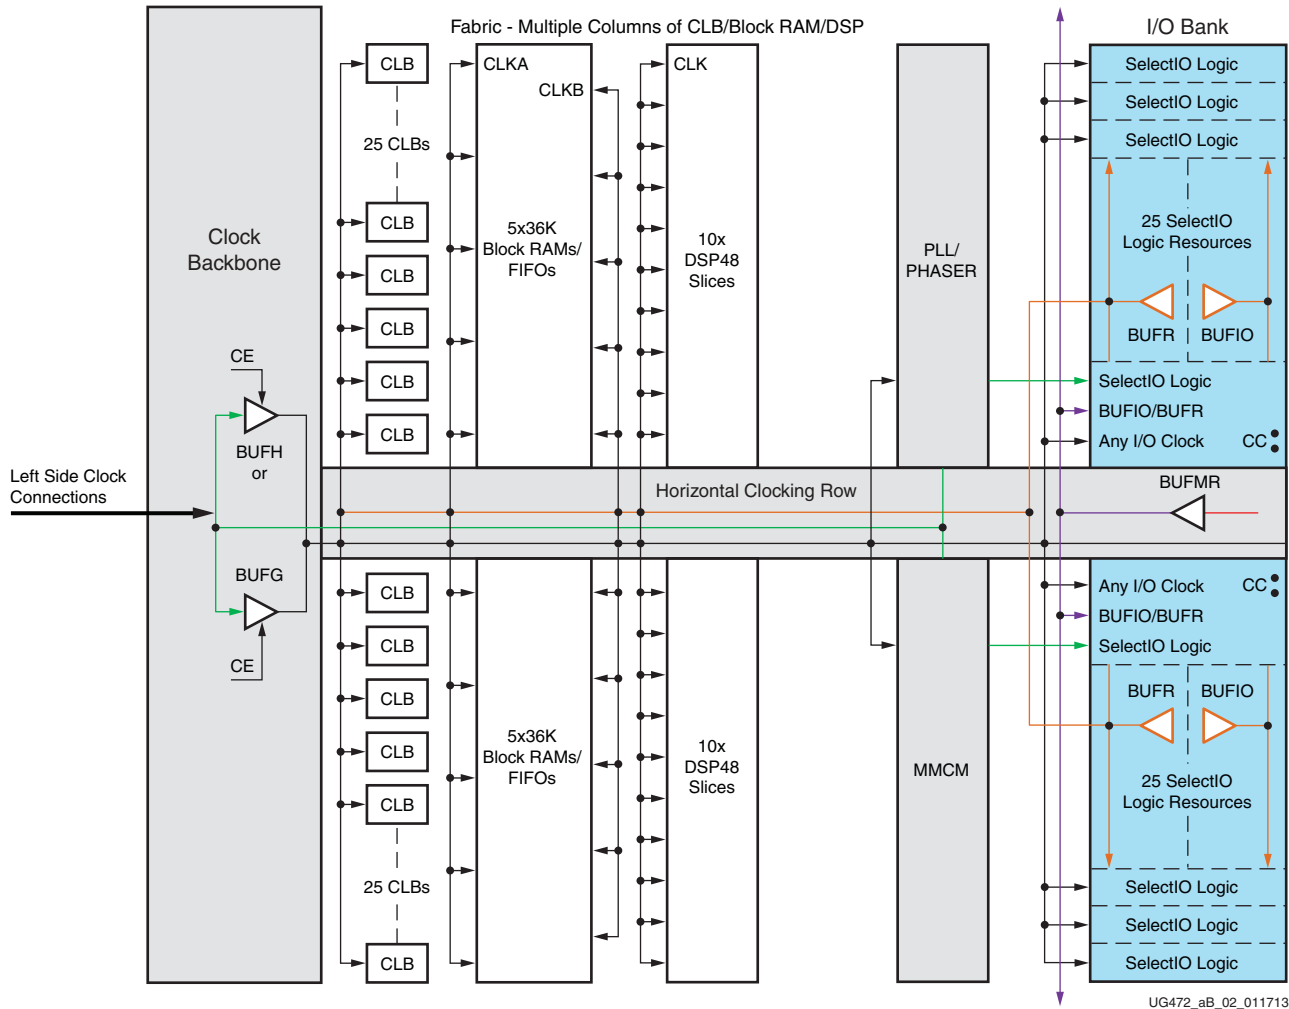 Fabric - Multiple Columns of CLB/Block RAM/DSP
I/O Bank
Clock
Backbone
CE
BUFH
or
BUFG
CE
Left Side Clock
Connections
CLB
25 CLBs
CLB
CLB
CLB
CLB
CLB
CLKA
CLKB
5x36K
Block RAMs/
FIFOs
CLK
10x
DSP48
Slices
PLL/
PHASER
SelectIO Logic
SelectIO Logic
SelectIO Logic
25 SelectIO
Logic Resources
BUFR
BUFIO
SelectIO Logic
BUFIO/BUFR
Any I/O Clock
CC
Horizontal Clocking Row
BUFMR
CLB
CLB
CLB
CLB
CLB
25 CLBs
CLB
5x36K
Block RAMs/
FIFOs
10x
DSP48
Slices
MMCM
Any I/O Clock
CC
BUFIO/BUFR
SelectIO Logic
BUFR
BUFIO
25 SelectIO
Logic Resources
SelectIO Logic
SelectIO Logic
SelectIO Logic
UG472_aB_02_011713